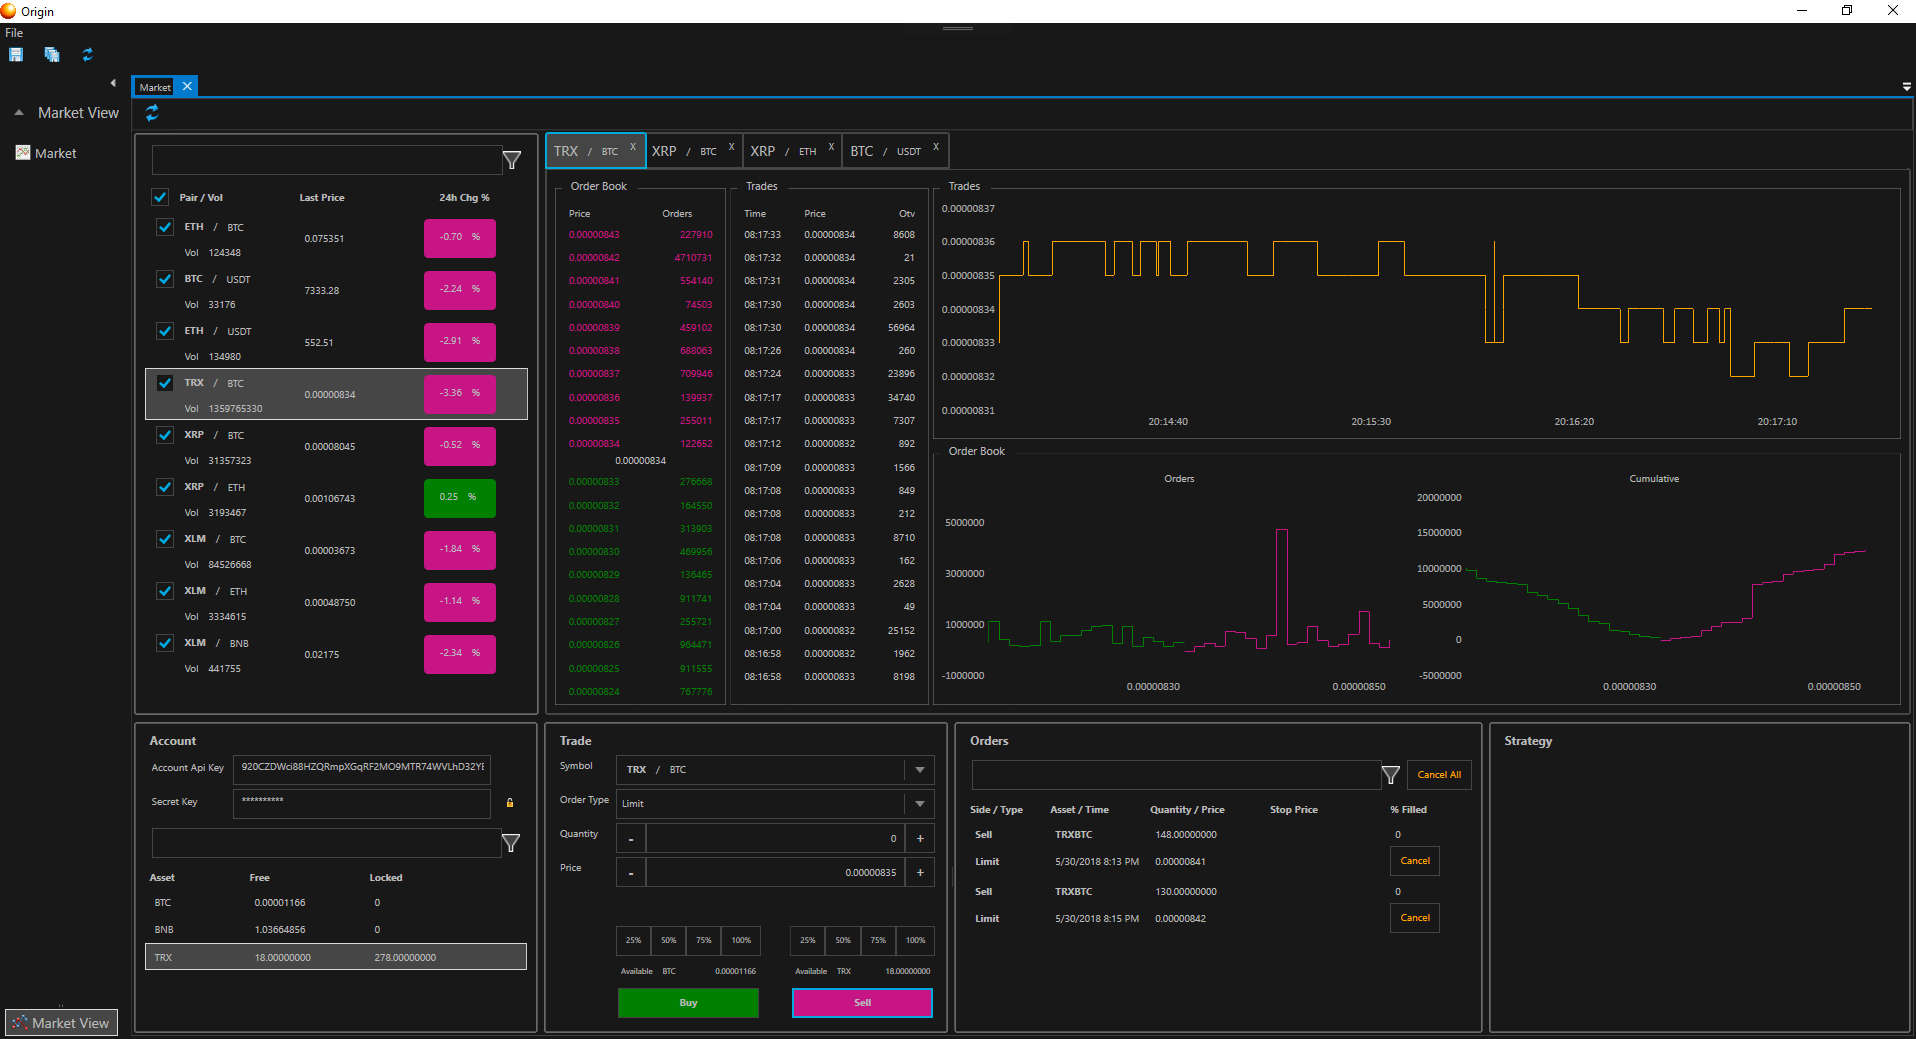 Origin
File
Market View
Market
Market View
Market X
Pair / Vol Last Price 24h Chg %
ETH / BTC 0.075351 -0.70 %
Vol 124348
BTC / USDT 7333.28 -2.24 %
Vol 33176
ETH / USDT 552.51 -2.91 %
Vol 134980
TRX / BTC 0.00000834 -3.36 %
Vol 1359765330
XRP / BTC 0.00008045 -0.52 %
Vol 31357323
XRP / ETH 0.00106743 0.25 %
Vol 3193467
XLM / BTC 0.00003673 -1.84 %
Vol 84526668
XLM / ETH 0.00048750 -1.14 %
Vol 3334615
XLM / BNB 0.02175 -2.34 %
Vol 441755
TRX / BTC X XRP / BTC X XRP / ETH X BTC / USDT X
Order Book
Price Orders
0.00000843 227910
0.00000842 4710731
0.00000841 554140
0.00000840 74503
0.00000839 459102
0.00000838 688063
0.00000837 709946
0.00000836 139937
0.00000835 255011
0.00000834 122652
0.00000834
0.00000833 276668
0.00000832 164550
0.00000831 313903
0.00000830 469956
0.00000829 136465
0.00000828 911741
0.00000827 255721
0.00000826 964471
0.00000825 911555
0.00000824 767776
Trades
Time Price Qty
08:17:33 0.00000834 8608
08:17:32 0.00000834 21
08:17:31 0.00000834 2305
08:17:30 0.00000834 2603
08:17:30 0.00000834 56964
08:17:26 0.00000834 260
08:17:24 0.00000833 23896
08:17:17 0.00000833 34740
08:17:17 0.00000833 7307
08:17:12 0.00000832 892
08:17:09 0.00000833 1566
08:17:08 0.00000833 849
08:17:08 0.00000833 212
08:17:08 0.00000833 8710
08:17:06 0.00000833 162
08:17:04 0.00000833 2628
08:17:04 0.00000833 49
08:17:00 0.00000832 25152
08:16:58 0.00000832 1962
08:16:58 0.00000833 8198
Trades
0.00000837
0.00000836
0.00000835
0.00000834
0.00000833
0.00000832
0.00000831
20:14:40 20:15:30 20:16:20 20:17:10
Order Book
Orders
5000000
3000000
1000000
-1000000
0.00000830 0.00000850
Cumulative
20000000
15000000
10000000
5000000
0
-5000000
0.00000830 0.00000850
Account
Account Api Key 920CZDWci88HZQRmpXGqRF2MO9MTR74WVLhD32YE
Secret Key **********
Asset Free Locked
BTC 0.00001166 0
BNB 1.03664856 0
TRX 18.00000000 278.00000000
Trade
Symbol TRX / BTC
Order Type Limit
Quantity - 0 +
Price - 0.00000835 +
25% 50% 75% 100% 25% 50% 75% 100%
Available BTC 0.00001166 Available TRX 18.00000000
Buy Sell
Orders
Cancel All
Side / Type Asset / Time Quantity / Price Stop Price % Filled
Sell TRXBTC 148.00000000 0
Limit 5/30/2018 8:13 PM 0.00000841 Cancel
Sell TRXBTC 130.00000000 0
Limit 5/30/2018 8:15 PM 0.00000842 Cancel
Strategy